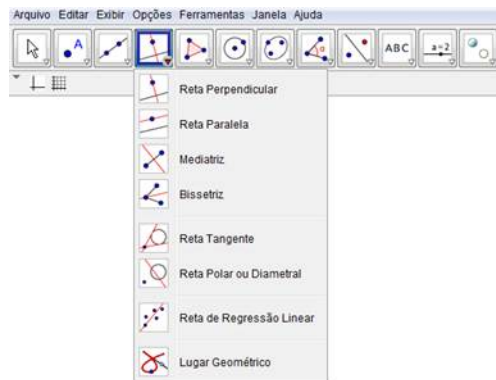 Arquivo Editar Exibir Opções Ferramentas Janela Ajuda
A α ABC a=2
Reta Perpendicular
Reta Paralela
Mediatriz
Bissetriz
Reta Tangente
Reta Polar ou Diametral
Reta de Regressão Linear
Lugar Geométrico